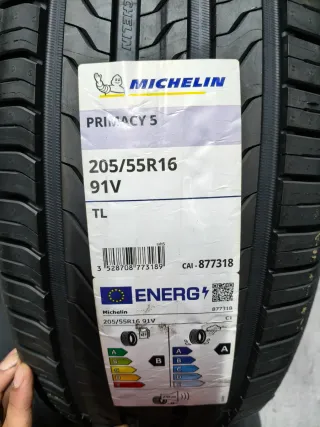 MICHELIN
PRIMACY 5
205/55R16
91V
TL
3 528708 773189
CAI - 877318
ENERG
Michelin 877318
205/55R16 91V C1
A A
B B
C C
D D
E E
B A